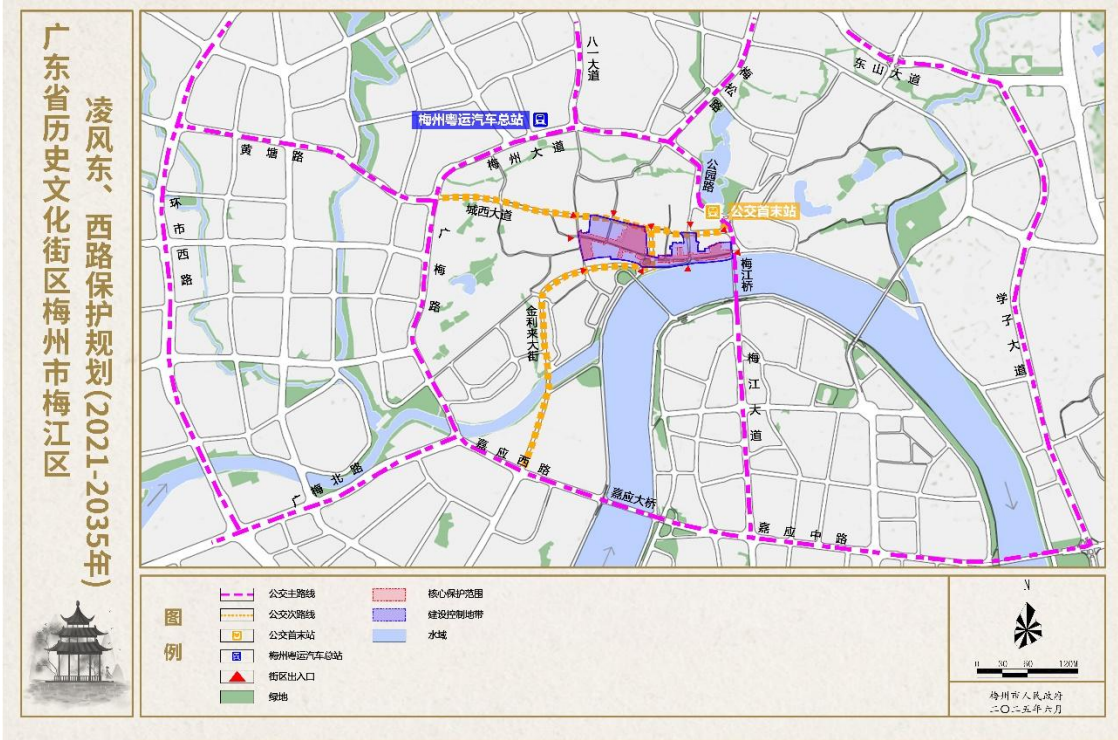 广东省历史文化街区梅州市梅江区
凌风东、西路保护规划(2021-2035年)
八一大道
梅松路
东山大道
梅州粤运汽车总站
黄塘路
梅州大道
公园路
环市西路
城西大道
公交首末站
广梅路
梅江桥
学子大道
金利来大街
梅江大道
嘉应西路
广梅北路
嘉应大桥
嘉应中路
图例
公交主路线
公交次路线
公交首末站
梅州粤运汽车总站
街区出入口
绿地
核心保护范围
建设控制地带
水域
N
0 30 60 120M
梅州市人民政府
二〇二五年六月